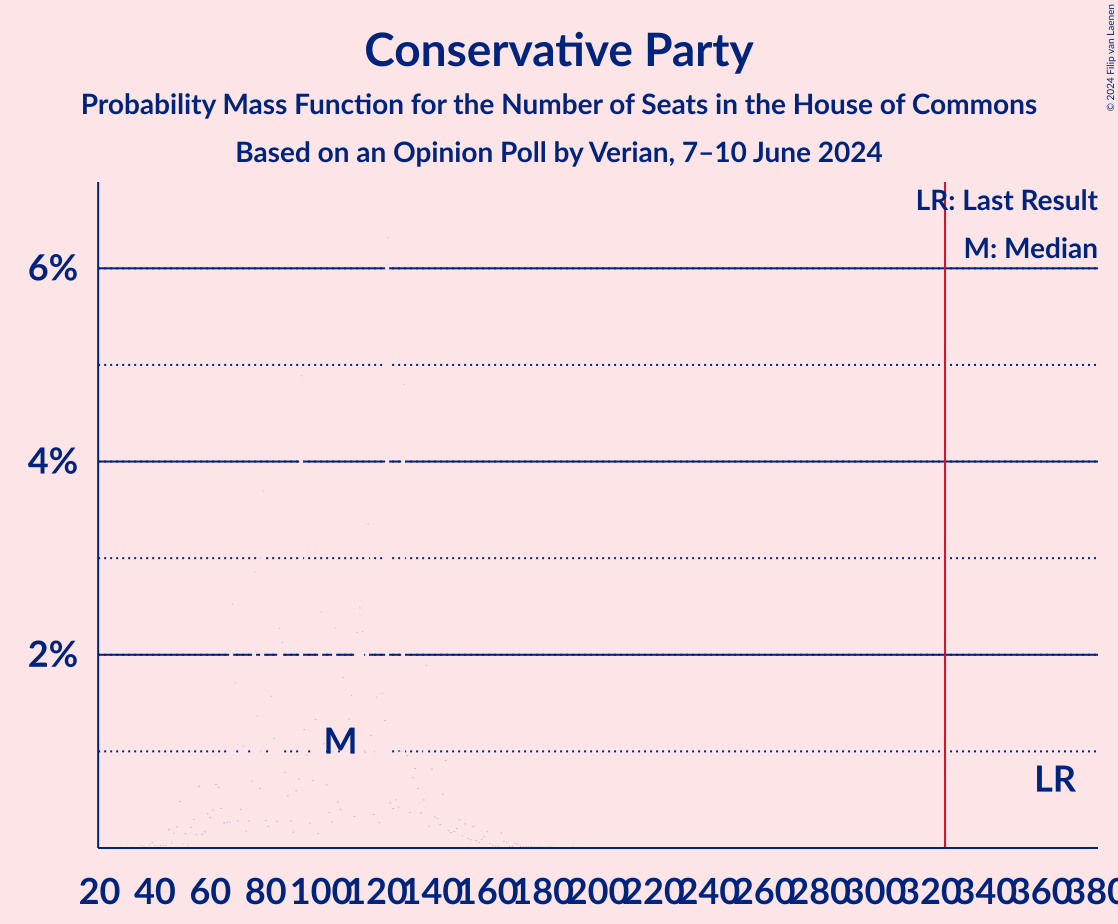 Conservative Party
Probability Mass Function for the Number of Seats in the House of Commons
Based on an Opinion Poll by Verian, 7–10 June 2024
© 2024 Filip van Laenen
LR: Last Result
M: Median
6%
4%
2%
M
LR
20 40 60 80 100 120 140 160 180 200 220 240 260 280 300 320 340 360 380